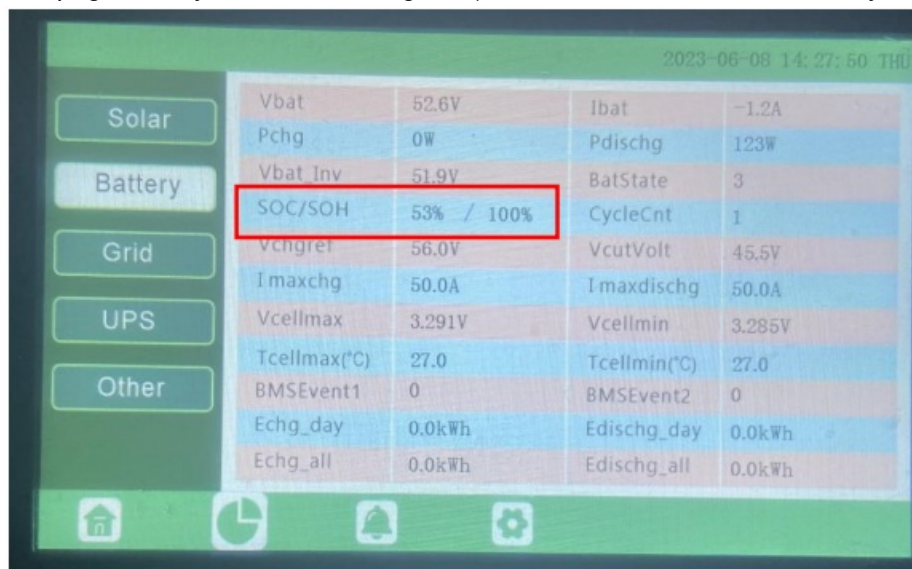 2023-06-08 14:27:50 THU
Solar
Battery
Grid
UPS
Other
Vbat 52.6V Ibat -1.2A
Pchg 0W Pdischg 123W
Vbat_Inv 51.9V BatState 3
SOC/SOH 53% / 100% CycleCnt 1
Vchgref 56.0V VcutVolt 45.5V
Imaxchg 50.0A Imaxdischg 50.0A
Vcellmax 3.291V Vcellmin 3.285V
Tcellmax(°C) 27.0 Tcellmin(°C) 27.0
BMSEvent1 0 BMSEvent2 0
Echg_day 0.0kWh Edischg_day 0.0kWh
Echg_all 0.0kWh Edischg_all 0.0kWh